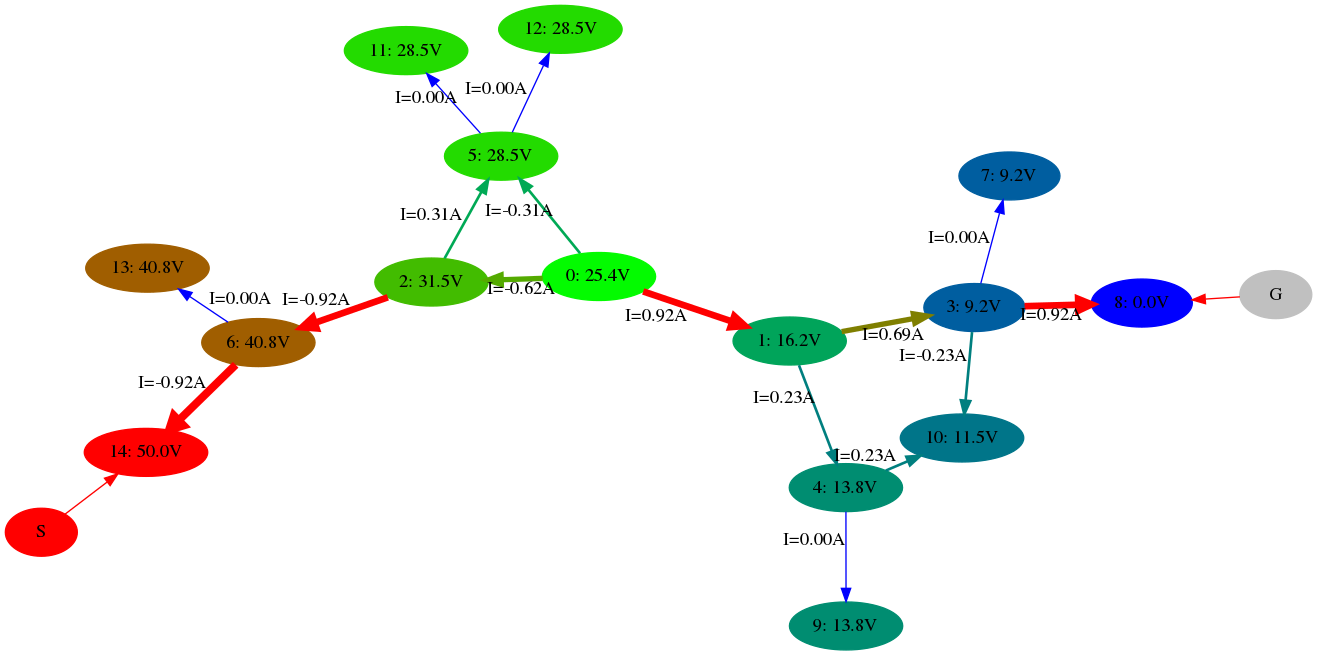 12: 28.5V
11: 28.5V
I=0.00A
I=0.00A
5: 28.5V
7: 9.2V
I=0.31A
I=-0.31A
I=0.00A
13: 40.8V
2: 31.5V
0: 25.4V
I=-0.62A
I=0.00A
I=-0.92A
G
8: 0.0V
3: 9.2V
I=0.92A
I=0.92A
I=0.69A
6: 40.8V
1: 16.2V
I=-0.23A
I=-0.92A
I=0.23A
10: 11.5V
14: 50.0V
I=0.23A
4: 13.8V
S
I=0.00A
9: 13.8V